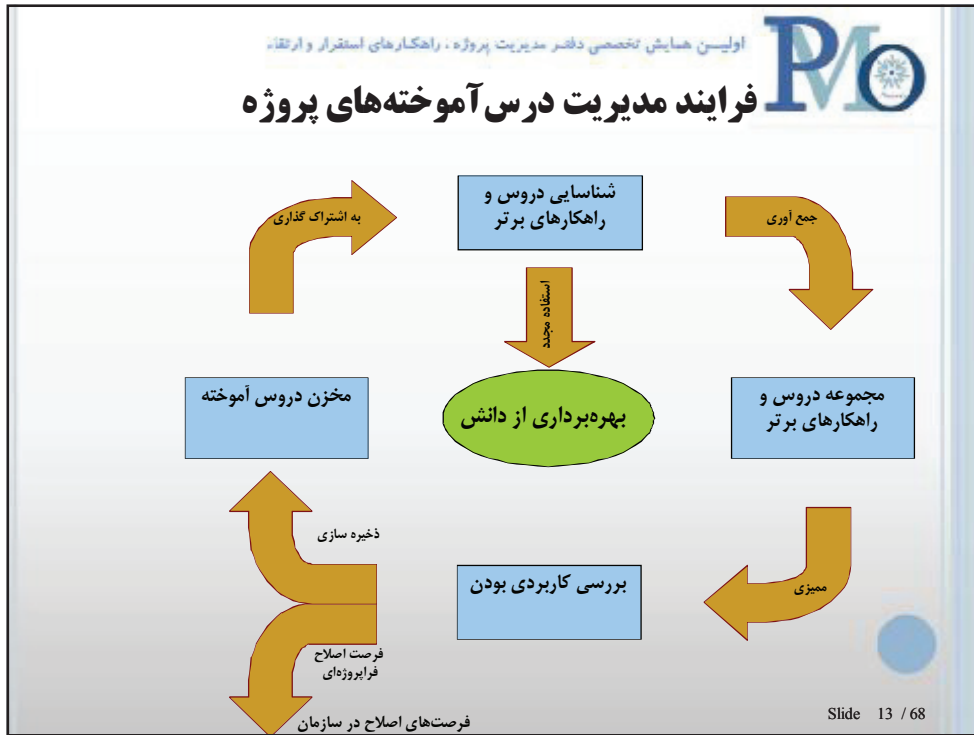 اولیـن همایش تخصصی دفتر مدیریت پروژه ، راهکارهای استقرار و ارتقاء
PMO
فرایند مدیریت درس‌آموخته‌های پروژه
شناسایی دروس و
راهکارهای برتر
جمع آوری
به اشتراک گذاری
استفاده مجدد
مجموعه دروس و
راهکارهای برتر
بهره‌برداری از دانش
مخزن دروس آموخته
ممیزی
بررسی کاربردی بودن
ذخیره سازی
فرصت اصلاح
فراپروژه‌ای
فرصت‌های اصلاح در سازمان
Slide 13 / 68